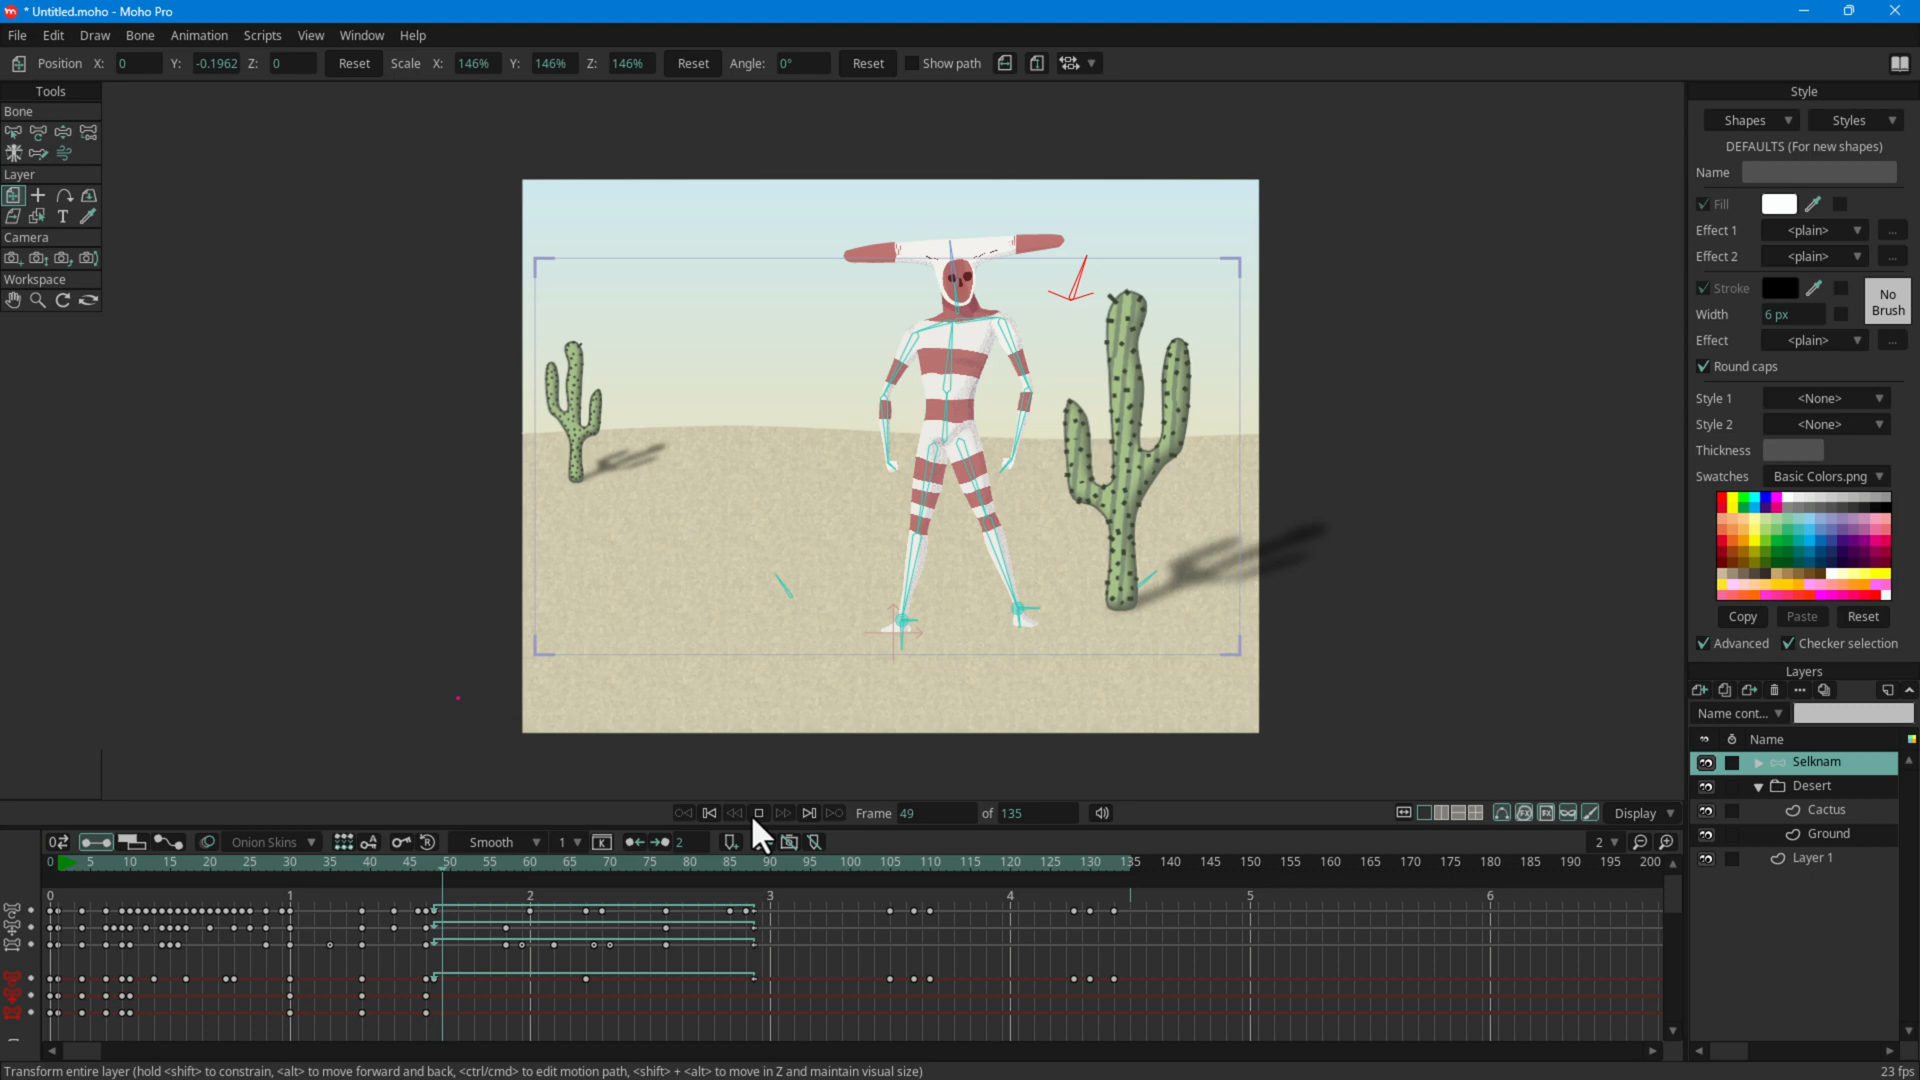 * Untitled.moho - Moho Pro
File Edit Draw Bone Animation Scripts View Window Help
Position X: 0 Y: -0.1962 Z: 0 Reset Scale X: 146% Y: 146% Z: 146% Reset Angle: 0° Reset Show path
Tools
Bone
Layer
T
Camera
Workspace
Style
Shapes Styles
DEFAULTS (For new shapes)
Name
Fill
Effect 1 <plain> ...
Effect 2 <plain> ...
Stroke
No Brush
Width 6 px
Effect <plain> ...
Round caps
Style 1 <None>
Style 2 <None>
Thickness
Swatches Basic Colors.png
Copy Paste Reset
Advanced Checker selection
Layers
Name cont...
Name
Selknam
Desert
Cactus
Ground
Layer 1
Frame 49 of 135 Display
Onion Skins Smooth 1 K 2 2
0 5 10 15 20 25 30 35 40 45 50 55 60 65 70 75 80 85 90 95 100 105 110 115 120 125 130 135 140 145 150 155 160 165 170 175 180 185 190 195 200
0 1 2 3 4 5 6
Transform entire layer (hold <shift> to constrain, <alt> to move forward and back, <ctrl/cmd> to edit motion path, <shift> + <alt> to move in Z and maintain visual size) 23 fps